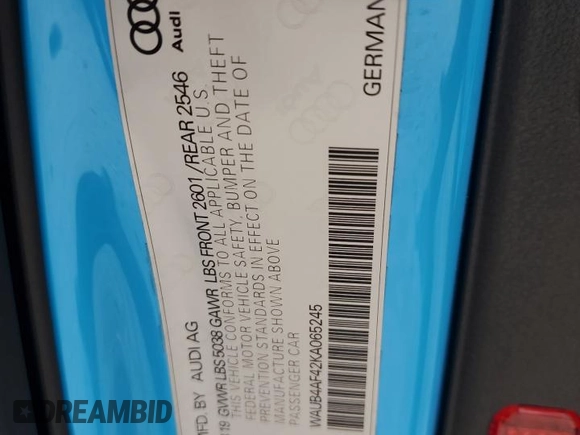 Audi
MFD. BY AUDI AG
19 GVWR LBS 5038 GAWR LBS FRONT 2601/REAR 2546
THIS VEHICLE CONFORMS TO ALL APPLICABLE U.S.
FEDERAL MOTOR VEHICLE SAFETY, BUMPER AND THEFT
PREVENTION STANDARDS IN EFFECT ON THE DATE OF
MANUFACTURE SHOWN ABOVE
PASSENGER CAR
WAUB4AF42KA065245
GERMAN
DREAMBID